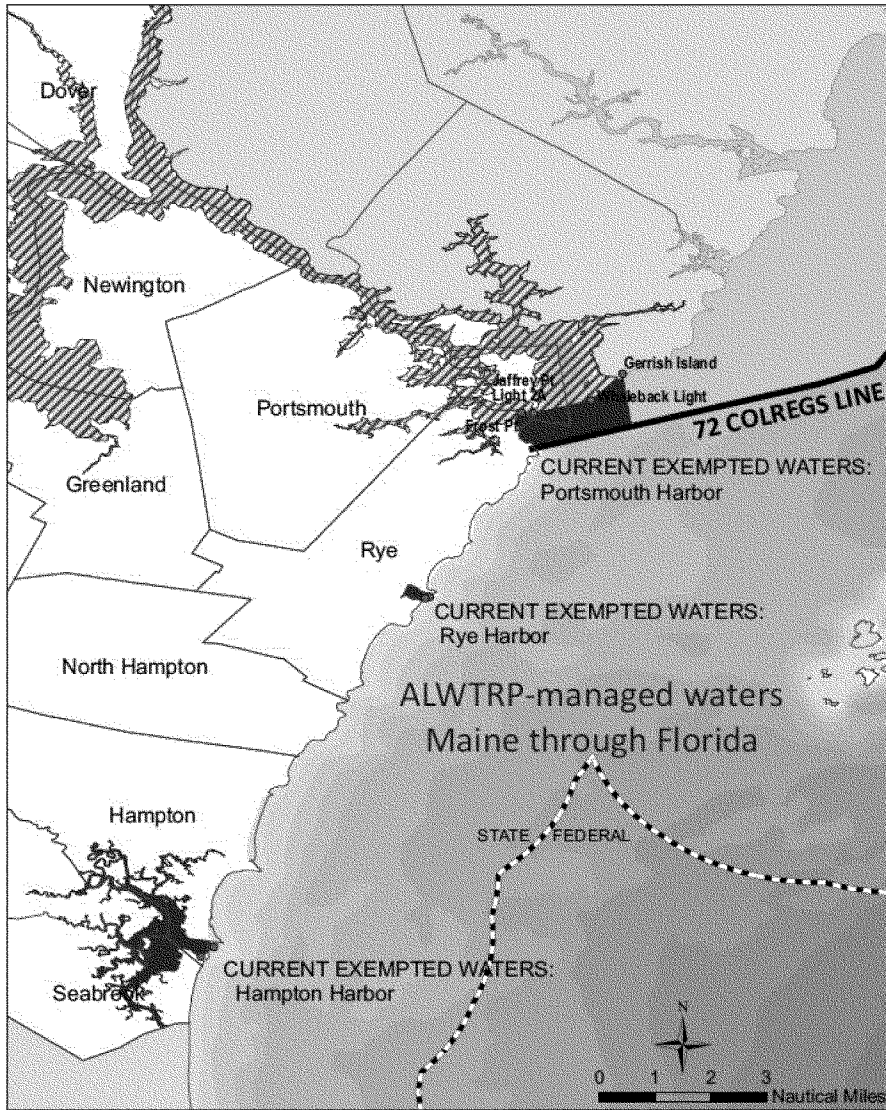 Dover
Newington
Gerrish Island
Jaffrey Pt
Light 2A
Whaleback Light
Portsmouth
Frost Pt
72 COLREGS LINE
CURRENT EXEMPTED WATERS:
Portsmouth Harbor
Greenland
Rye
CURRENT EXEMPTED WATERS:
Rye Harbor
North Hampton
ALWTRP-managed waters
Maine through Florida
Hampton
STATE
FEDERAL
CURRENT EXEMPTED WATERS:
Hampton Harbor
Seabrook
N
0 1 2 3
Nautical Miles